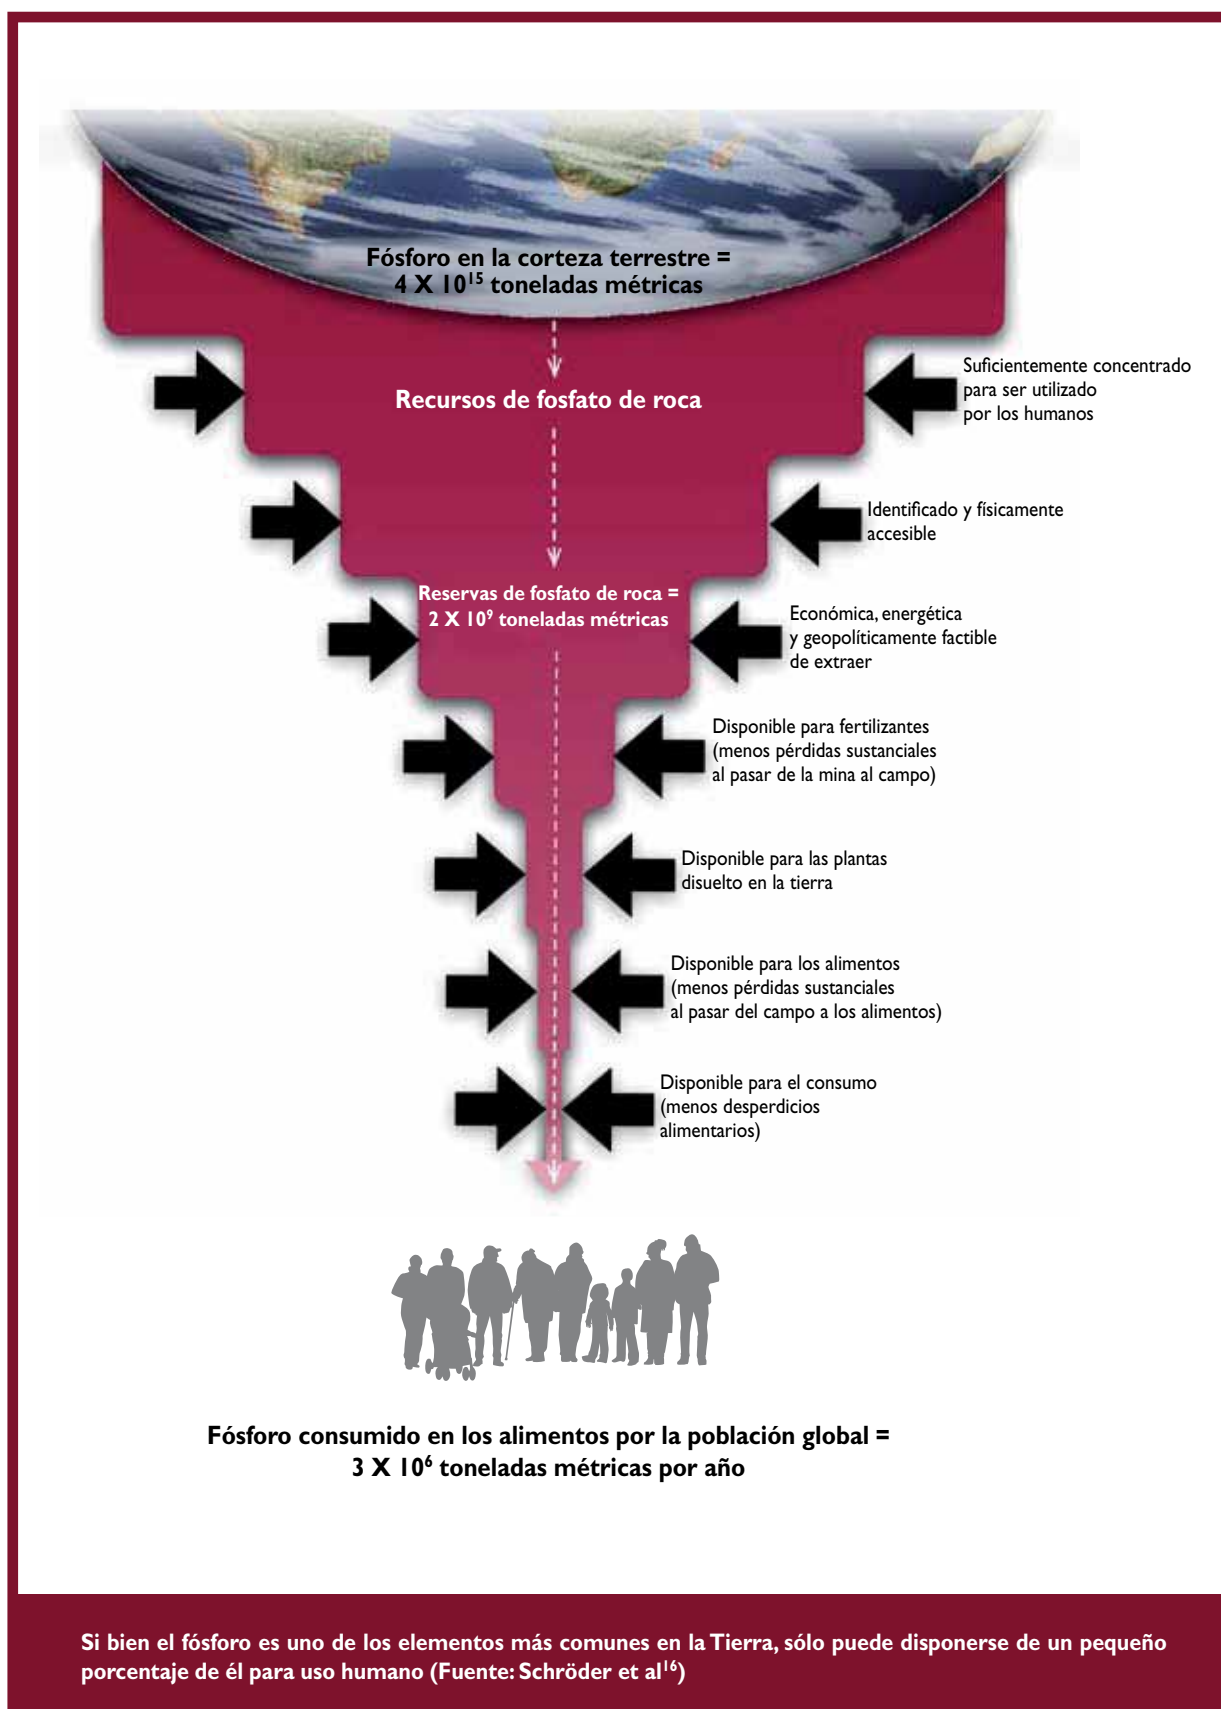 Fósforo en la corteza terrestre =
4 X 10¹⁵ toneladas métricas
Recursos de fosfato de roca
Suficientemente concentrado
para ser utilizado
por los humanos
Identificado y físicamente
accesible
Reservas de fosfato de roca =
2 X 10⁹ toneladas métricas
Económica, energética
y geopolíticamente factible
de extraer
Disponible para fertilizantes
(menos pérdidas sustanciales
al pasar de la mina al campo)
Disponible para las plantas
disuelto en la tierra
Disponible para los alimentos
(menos pérdidas sustanciales
al pasar del campo a los alimentos)
Disponible para el consumo
(menos desperdicios
alimentarios)
Fósforo consumido en los alimentos por la población global =
3 X 10⁶ toneladas métricas por año
Si bien el fósforo es uno de los elementos más comunes en la Tierra, sólo puede disponerse de un pequeño
porcentaje de él para uso humano (Fuente: Schröder et al¹⁶)